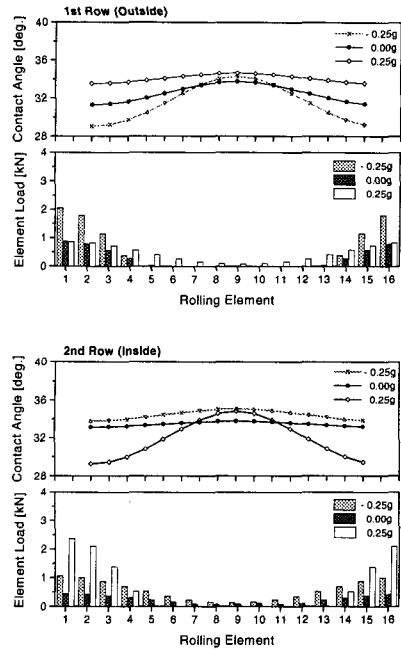 1st Row (Outside)
40
36
32
28
Contact Angle [deg.]
- 0.25g
0.00g
0.25g
4
3
2
1
0
Element Load [kN]
- 0.25g
0.00g
0.25g
1 2 3 4 5 6 7 8 9 10 11 12 13 14 15 16
Rolling Element
2nd Row (Inside)
40
36
32
28
Contact Angle [deg.]
- 0.25g
0.00g
0.25g
4
3
2
1
0
Element Load [kN]
- 0.25g
0.00g
0.25g
1 2 3 4 5 6 7 8 9 10 11 12 13 14 15 16
Rolling Element